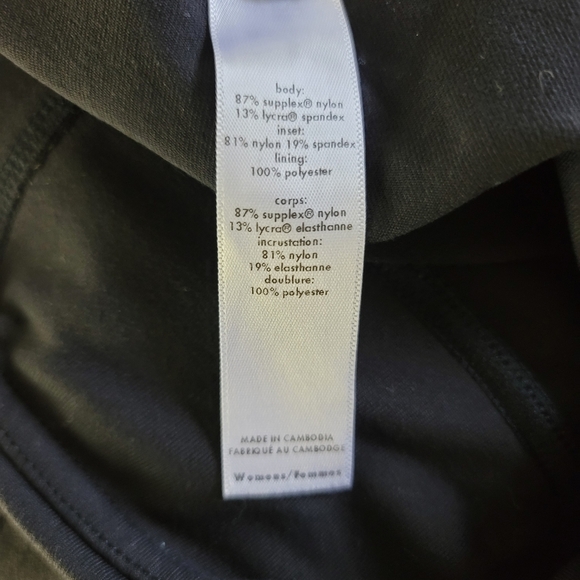 body:
87% supplex® nylon
13% lycra® spandex
inset:
81% nylon 19% spandex
lining:
100% polyester
corps:
87% supplex® nylon
13% lycra® elasthanne
incrustation:
81% nylon
19% elasthanne
doublure:
100% polyester
MADE IN CAMBODIA
FABRIQUÉ AU CAMBODGE
Womens/Femmes